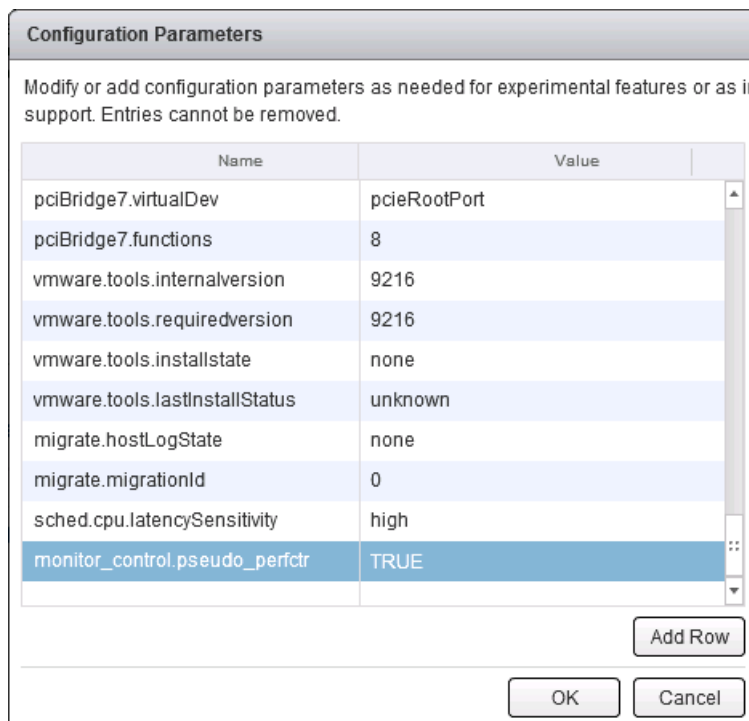 Configuration Parameters
Modify or add configuration parameters as needed for experimental features or as
support. Entries cannot be removed.
Name Value
pciBridge7.virtualDev pcieRootPort
pciBridge7.functions 8
vmware.tools.internalversion 9216
vmware.tools.requiredversion 9216
vmware.tools.installstate none
vmware.tools.lastInstallStatus unknown
migrate.hostLogState none
migrate.migrationId 0
sched.cpu.latencySensitivity high
monitor_control.pseudo_perfctr TRUE
Add Row
OK Cancel